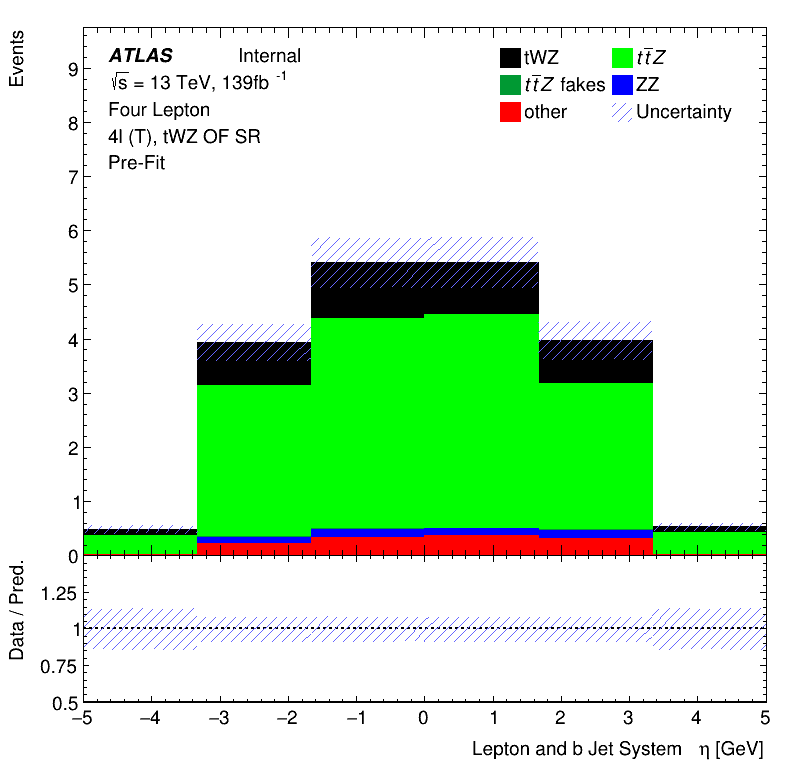 Events
ATLAS Internal
√s = 13 TeV, 139fb -1
Four Lepton
4l (T), tWZ OF SR
Pre-Fit
tWZ tt̄Z
tt̄Z fakes ZZ
other Uncertainty
9
8
7
6
5
4
3
2
1
0
Data / Pred.
1.25
1
0.75
0.5
−5 −4 −3 −2 −1 0 1 2 3 4 5
Lepton and b Jet System η [GeV]